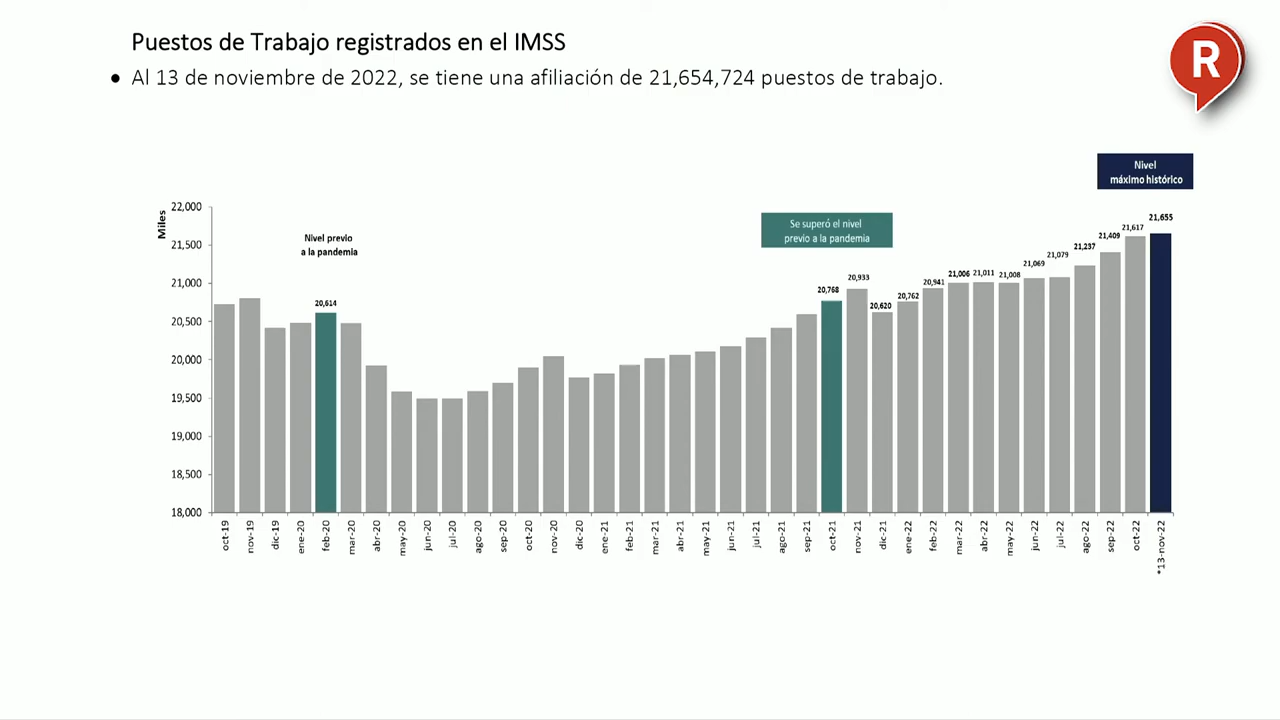 Puestos de Trabajo registrados en el IMSS
● Al 13 de noviembre de 2022, se tiene una afiliación de 21,654,724 puestos de trabajo.
R
Nivel
máximo histórico
Miles
22,000
21,500
21,000
20,500
20,000
19,500
19,000
18,500
18,000
Nivel previo
a la pandemia
Se superó el nivel
previo a la pandemia
20,614
20,768
20,933
20,620
20,762
20,941
21,006
21,011
21,008
21,069
21,079
21,237
21,409
21,617
21,655
oct-19
nov-19
dic-19
ene-20
feb-20
mar-20
abr-20
may-20
jun-20
jul-20
ago-20
sep-20
oct-20
nov-20
dic-20
ene-21
feb-21
mar-21
abr-21
may-21
jun-21
jul-21
ago-21
sep-21
oct-21
nov-21
dic-21
ene-22
feb-22
mar-22
abr-22
may-22
jun-22
jul-22
ago-22
sep-22
oct-22
*13-nov-22